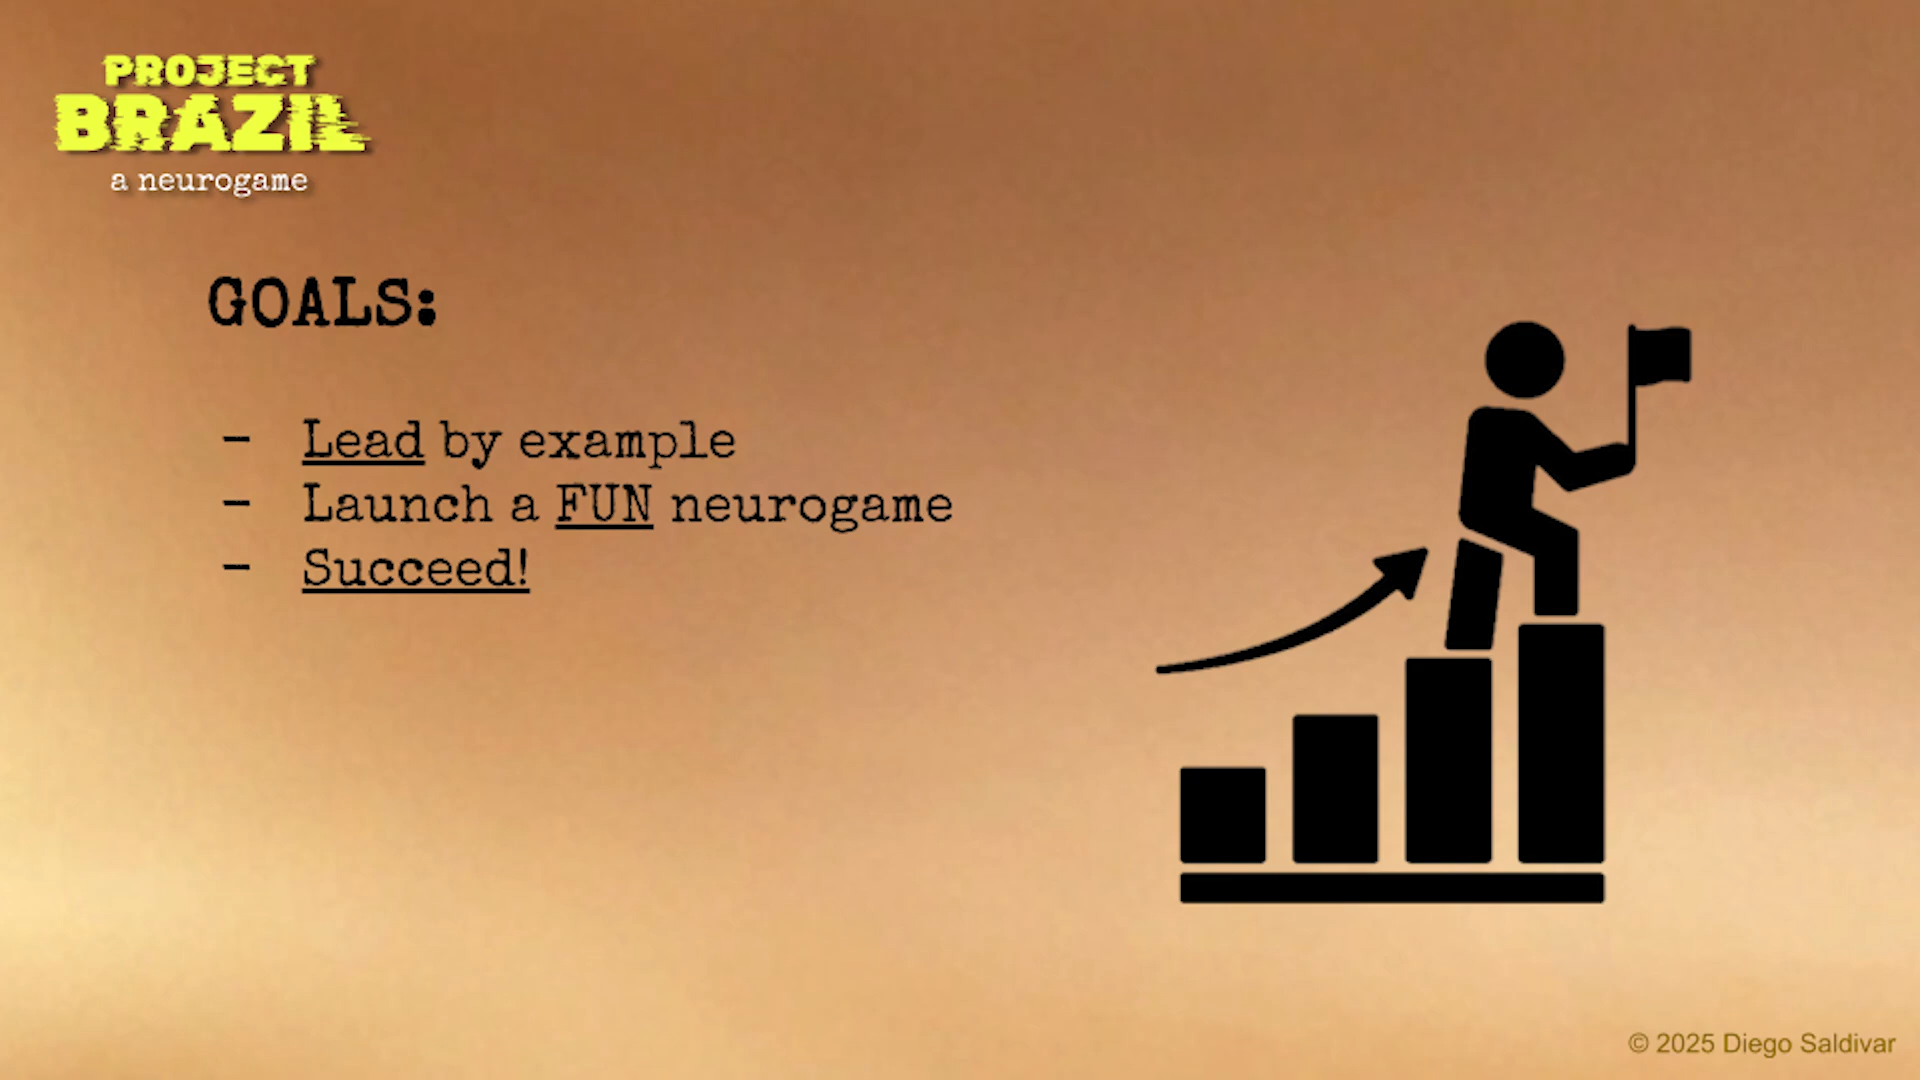 PROJECT
BRAZIL
a neurogame
GOALS:
- Lead by example
- Launch a FUN neurogame
- Succeed!
© 2025 Diego Saldivar